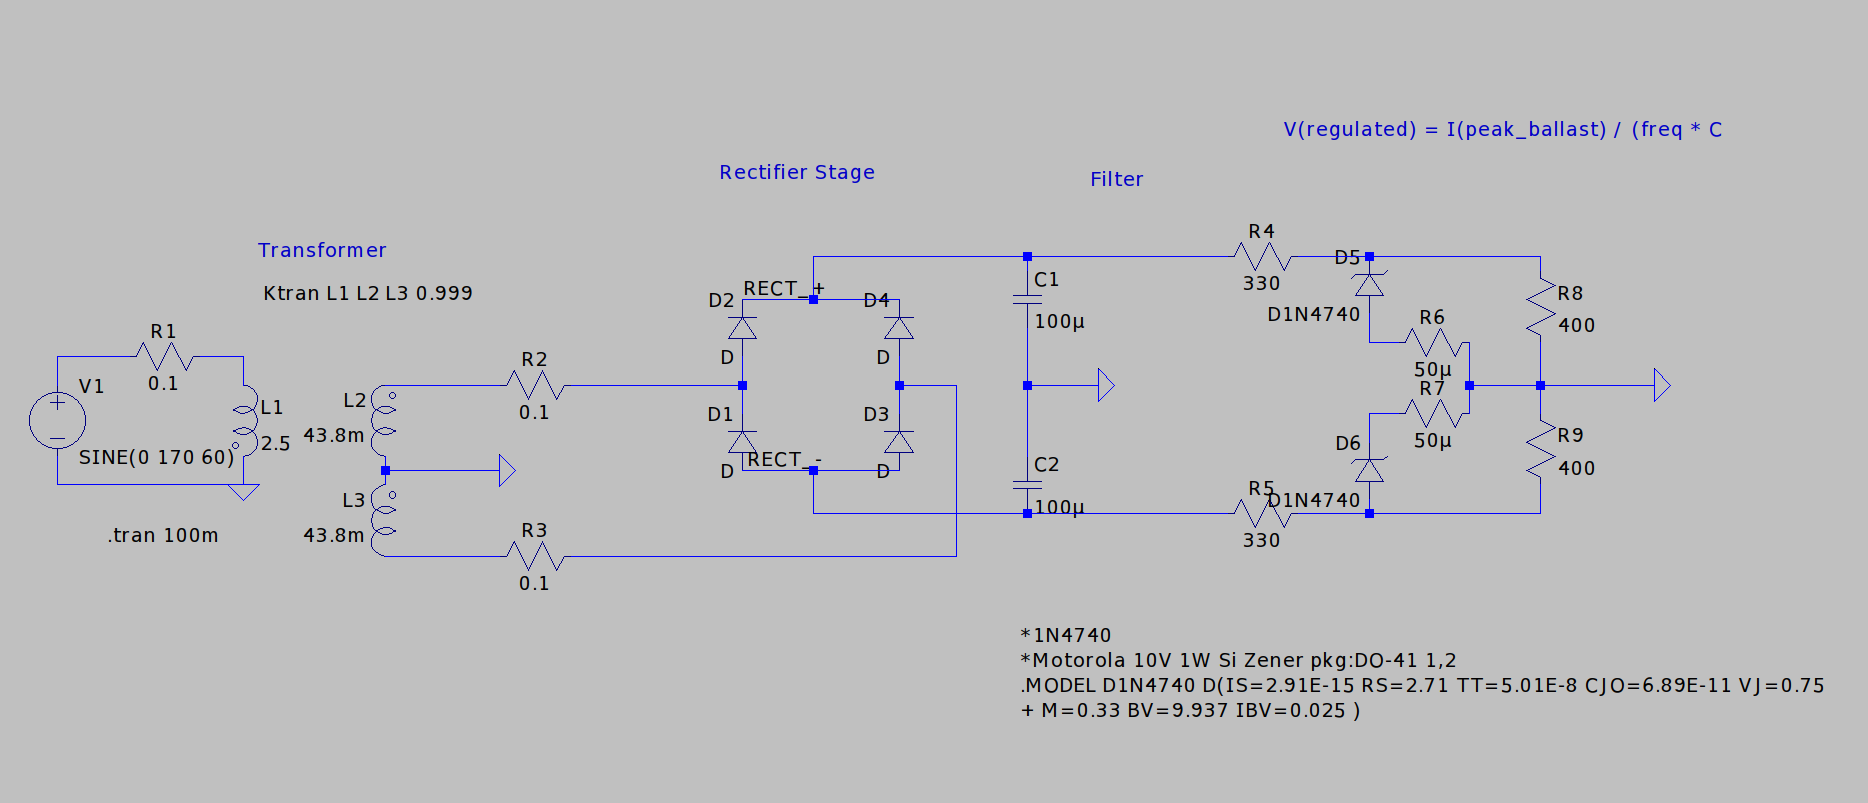 V(regulated) = I(peak_ballast) / (freq * C
Rectifier Stage
Filter
Transformer
Ktran L1 L2 L3 0.999
R1
0.1
V1
SINE(0 170 60)
L1
2.5
L2
43.8m
L3
43.8m
.tran 100m
R2
0.1
R3
0.1
RECT_+
D2
D
D4
D
D1
D
D3
D
RECT_-
C1
100µ
C2
100µ
R4
330
D5
D1N4740
R6
50µ
R7
50µ
D6
D1N4740
R5
330
R8
400
R9
400
*1N4740
*Motorola 10V 1W Si Zener pkg:DO-41 1,2
.MODEL D1N4740 D(IS=2.91E-15 RS=2.71 TT=5.01E-8 CJO=6.89E-11 VJ=0.75
+ M=0.33 BV=9.937 IBV=0.025 )